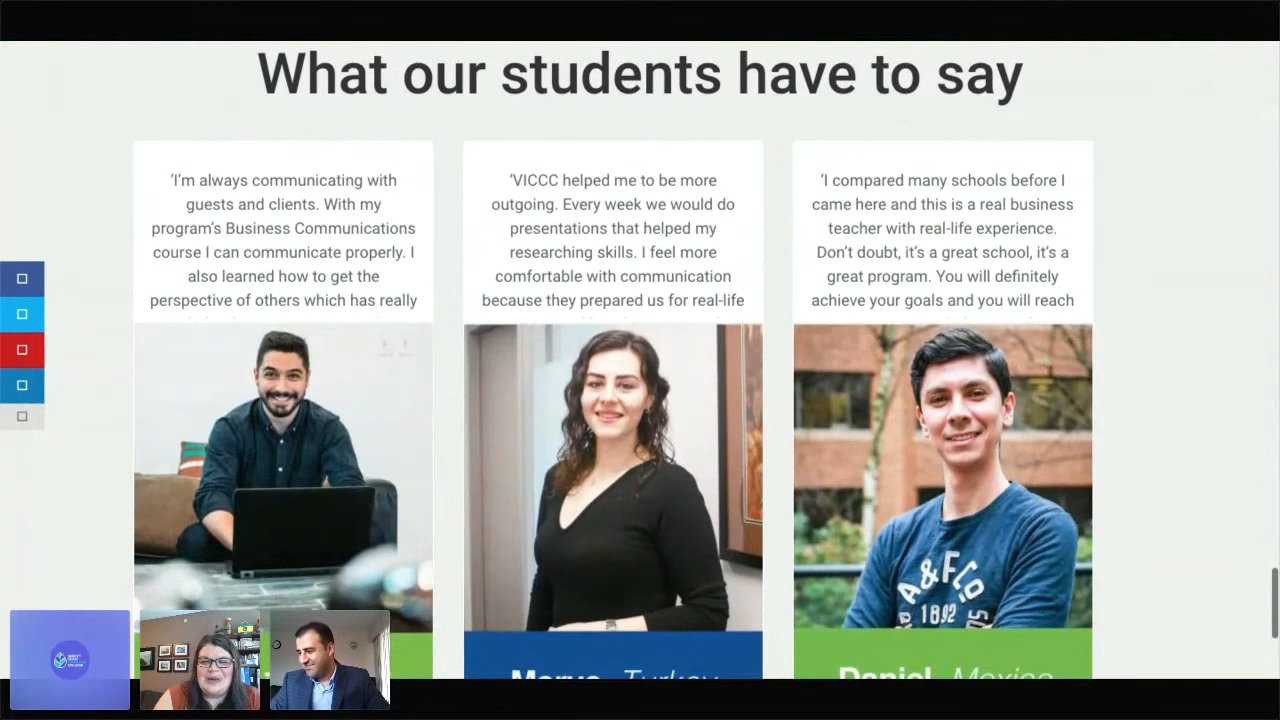 What our students have to say
‘I’m always communicating with
guests and clients. With my
program’s Business Communications
course I can communicate properly. I
also learned how to get the
perspective of others which has really
‘VICCC helped me to be more
outgoing. Every week we would do
presentations that helped my
researching skills. I feel more
comfortable with communication
because they prepared us for real-life
‘I compared many schools before I
came here and this is a real business
teacher with real-life experience.
Don’t doubt, it’s a great school, it’s a
great program. You will definitely
achieve your goals and you will reach
A & F Co
1892
Turkey
Daniel, Mexico